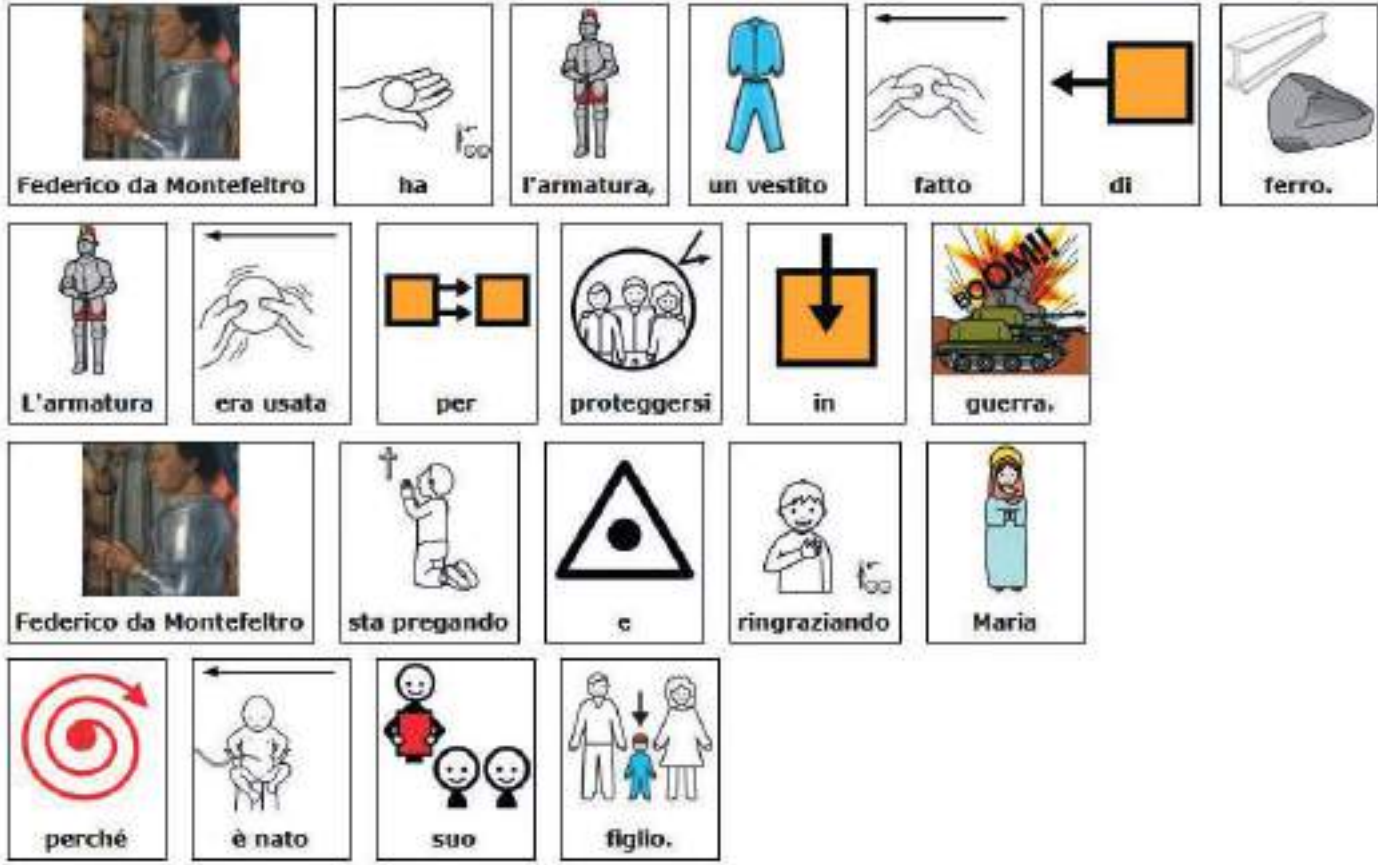 Federico da Montefeltro ha l'armatura, un vestito fatto di ferro.
BOOM!!
L'armatura era usata per proteggersi in guerra.
Federico da Montefeltro sta pregando e ringraziando Maria
perché è nato suo figlio.